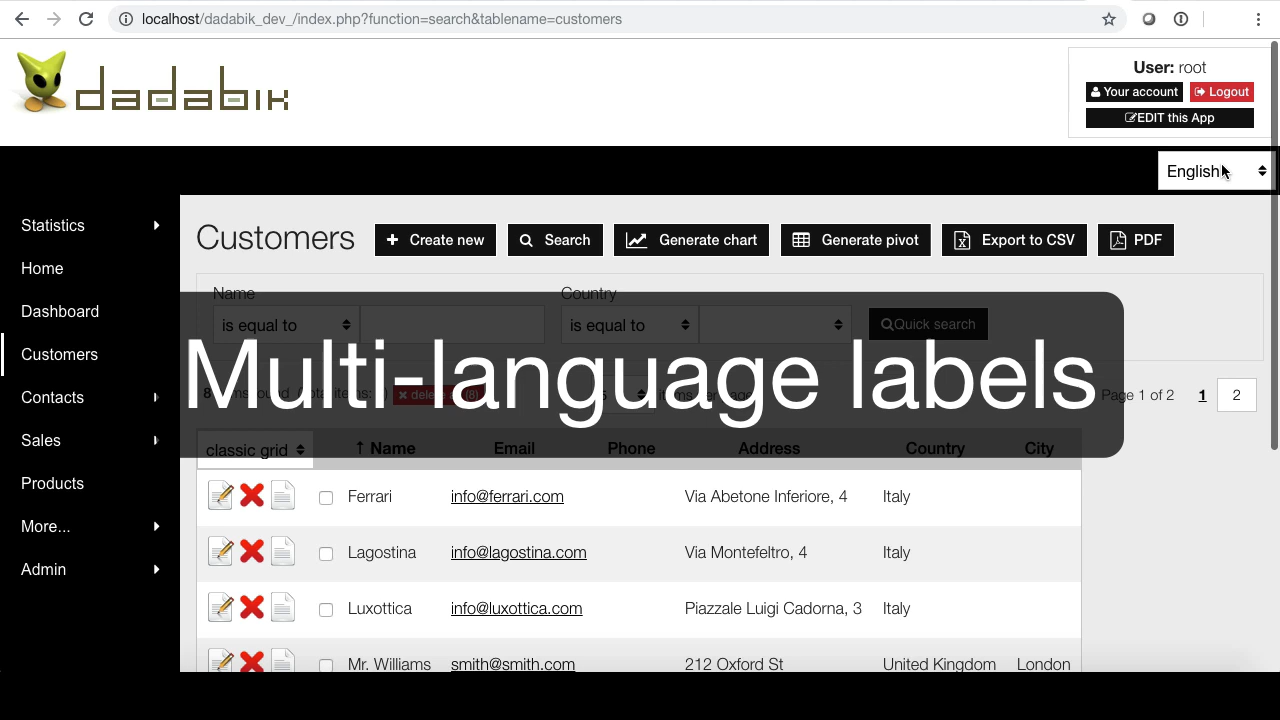 localhost/dadabik_dev_/index.php?function=search&tablename=customers
dadabik
User: root
Your account
Logout
EDIT this App
English
Statistics
Home
Dashboard
Customers
Contacts
Sales
Products
More...
Admin
Customers
Create new
Search
Generate chart
Generate pivot
Export to CSV
PDF
Name
Country
is equal to
is equal to
Quick search
Multi-language labels
Page 1 of 2
1
2
classic grid
↑ Name
Email
Phone
Address
Country
City
Ferrari
info@ferrari.com
Via Abetone Inferiore, 4
Italy
Lagostina
info@lagostina.com
Via Montefeltro, 4
Italy
Luxottica
info@luxottica.com
Piazzale Luigi Cadorna, 3
Italy
Mr. Williams
smith@smith.com
212 Oxford St
United Kingdom
London